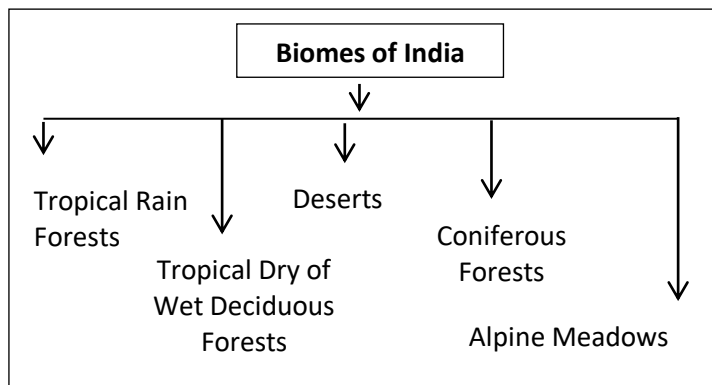 Biomes of India
Tropical Rain
Forests
Tropical Dry of
Wet Deciduous
Forests
Deserts
Coniferous
Forests
Alpine Meadows